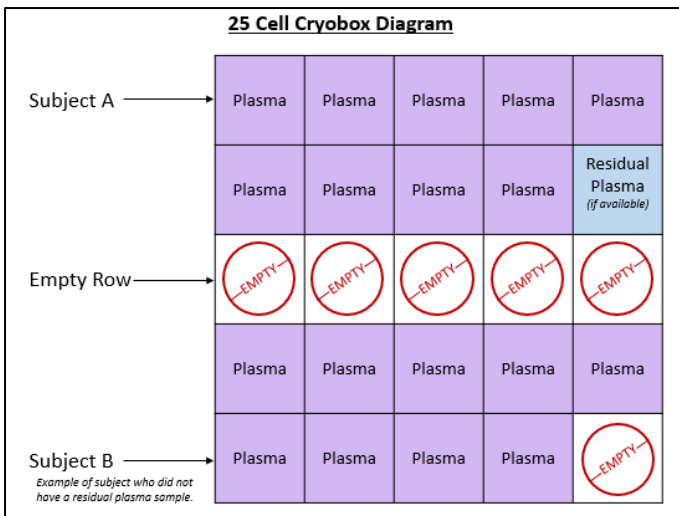 25 Cell Cryobox Diagram
Subject A
Plasma Plasma Plasma Plasma Plasma
Plasma Plasma Plasma Plasma Residual
Plasma
(if available)
Empty Row
EMPTY EMPTY EMPTY EMPTY EMPTY
Plasma Plasma Plasma Plasma Plasma
Subject B
Plasma Plasma Plasma Plasma EMPTY
Example of subject who did not
have a residual plasma sample.